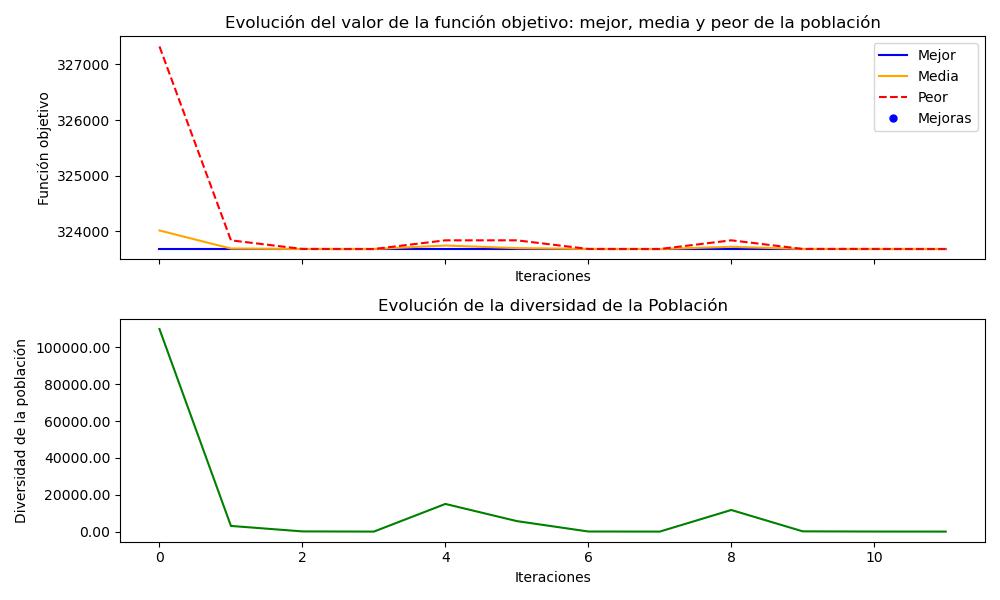 Evolución del valor de la función objetivo: mejor, media y peor de la población
Función objetivo
327000
326000
325000
324000
Mejor
Media
Peor
Mejoras
Iteraciones
Evolución de la diversidad de la Población
Diversidad de la población
100000.00
80000.00
60000.00
40000.00
20000.00
0.00
0 2 4 6 8 10
Iteraciones